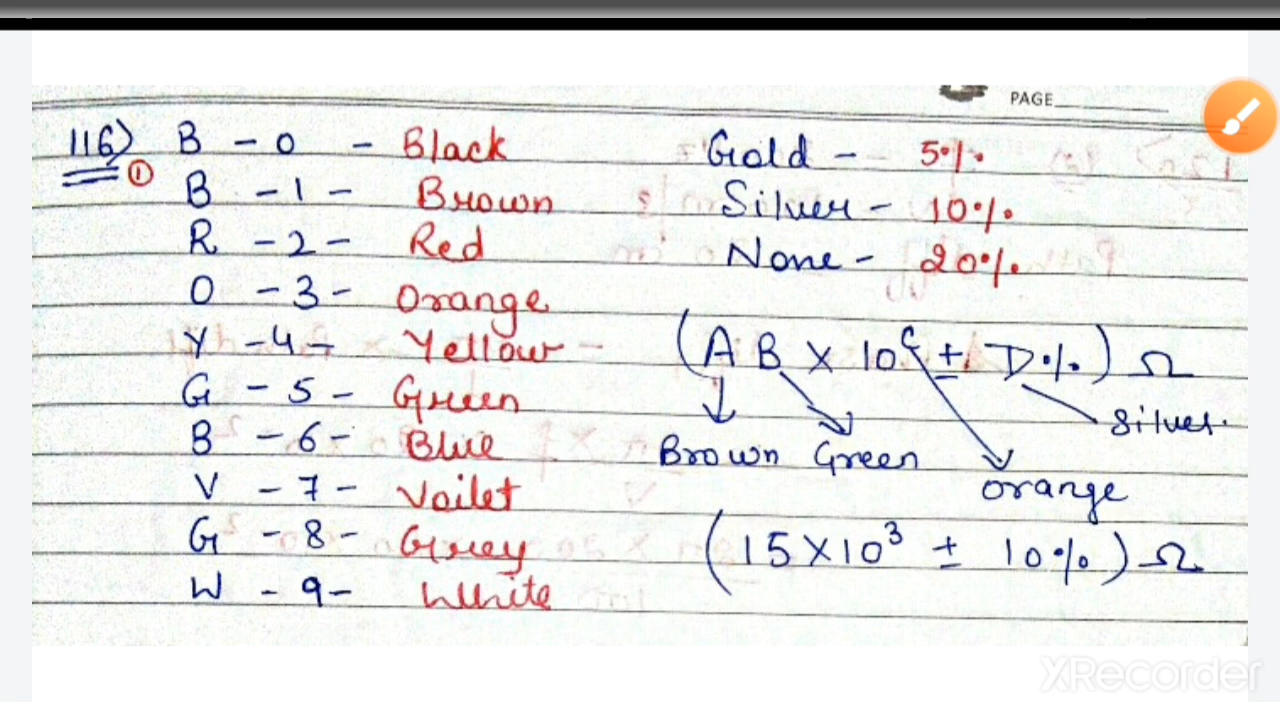 PAGE
116) B - 0 - Black Gold - 5%
① B - 1 - Brown Silver - 10%
R - 2 - Red None - 20%
O - 3 - Orange
Y - 4 - Yellow (AB × 10^C ± D%) Ω
G - 5 - Green Silver.
B - 6 - Blue Brown Green
V - 7 - Voilet Orange
G - 8 - Grey (15×10³ ± 10%) Ω
W - 9 - White
XRecorder